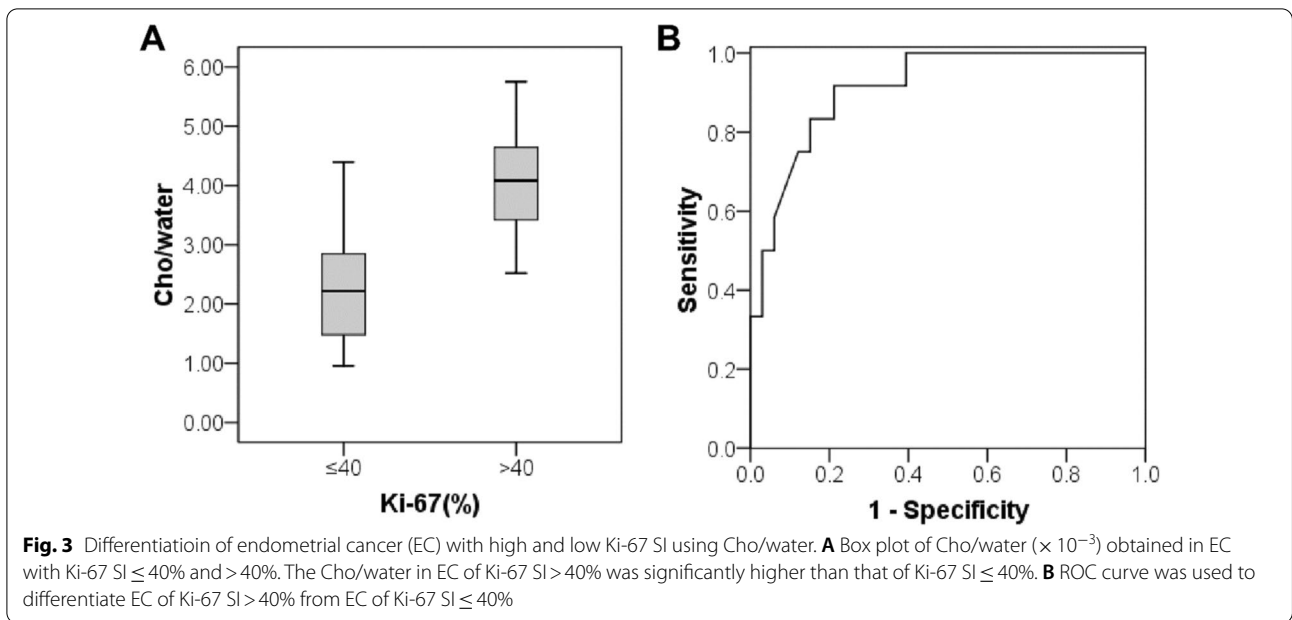 A
6.00
5.00
4.00
3.00
2.00
1.00
0.00
Cho/water
≤40
>40
Ki-67(%)
B
1.0
0.8
0.6
0.4
0.2
0.0
Sensitivity
0.0 0.2 0.4 0.6 0.8 1.0
1 - Specificity
Fig. 3 Differentiatioin of endometrial cancer (EC) with high and low Ki-67 SI using Cho/water. A Box plot of Cho/water (× 10⁻³) obtained in EC
with Ki-67 SI ≤ 40% and > 40%. The Cho/water in EC of Ki-67 SI > 40% was significantly higher than that of Ki-67 SI ≤ 40%. B ROC curve was used to
differentiate EC of Ki-67 SI > 40% from EC of Ki-67 SI ≤ 40%